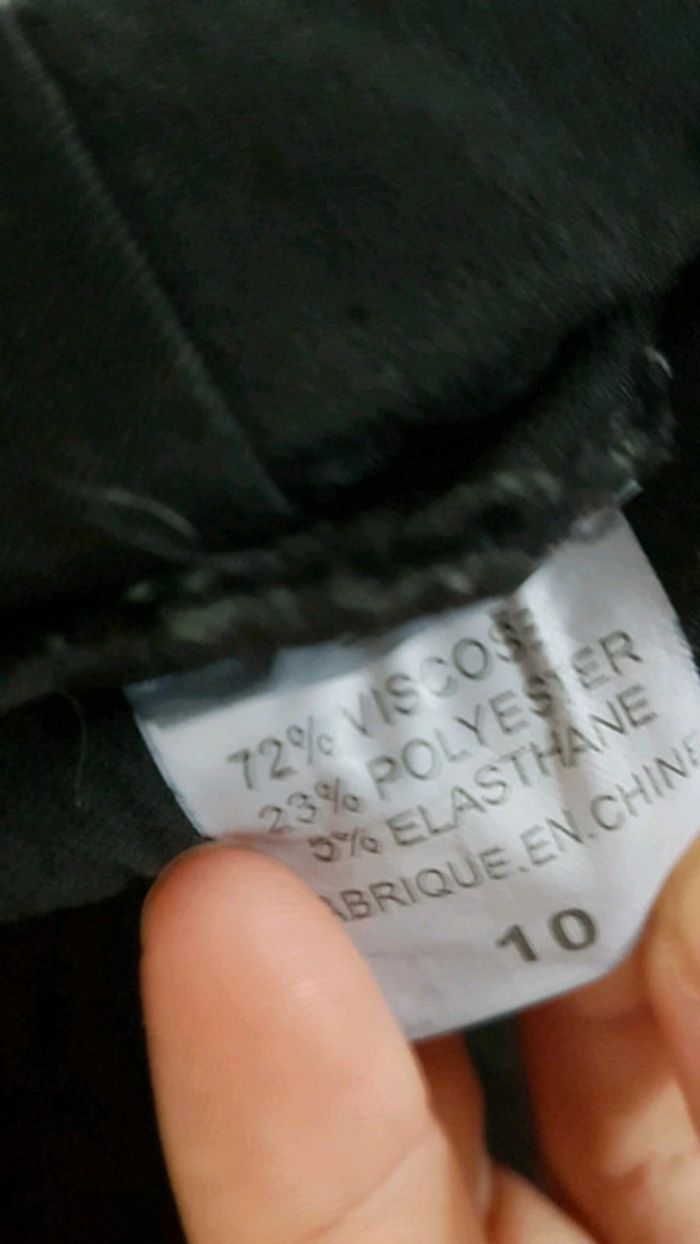 72% VISCOSE
23% POLYESTER
5% ELASTHANE
ABRIQUE.EN.CHINE
10